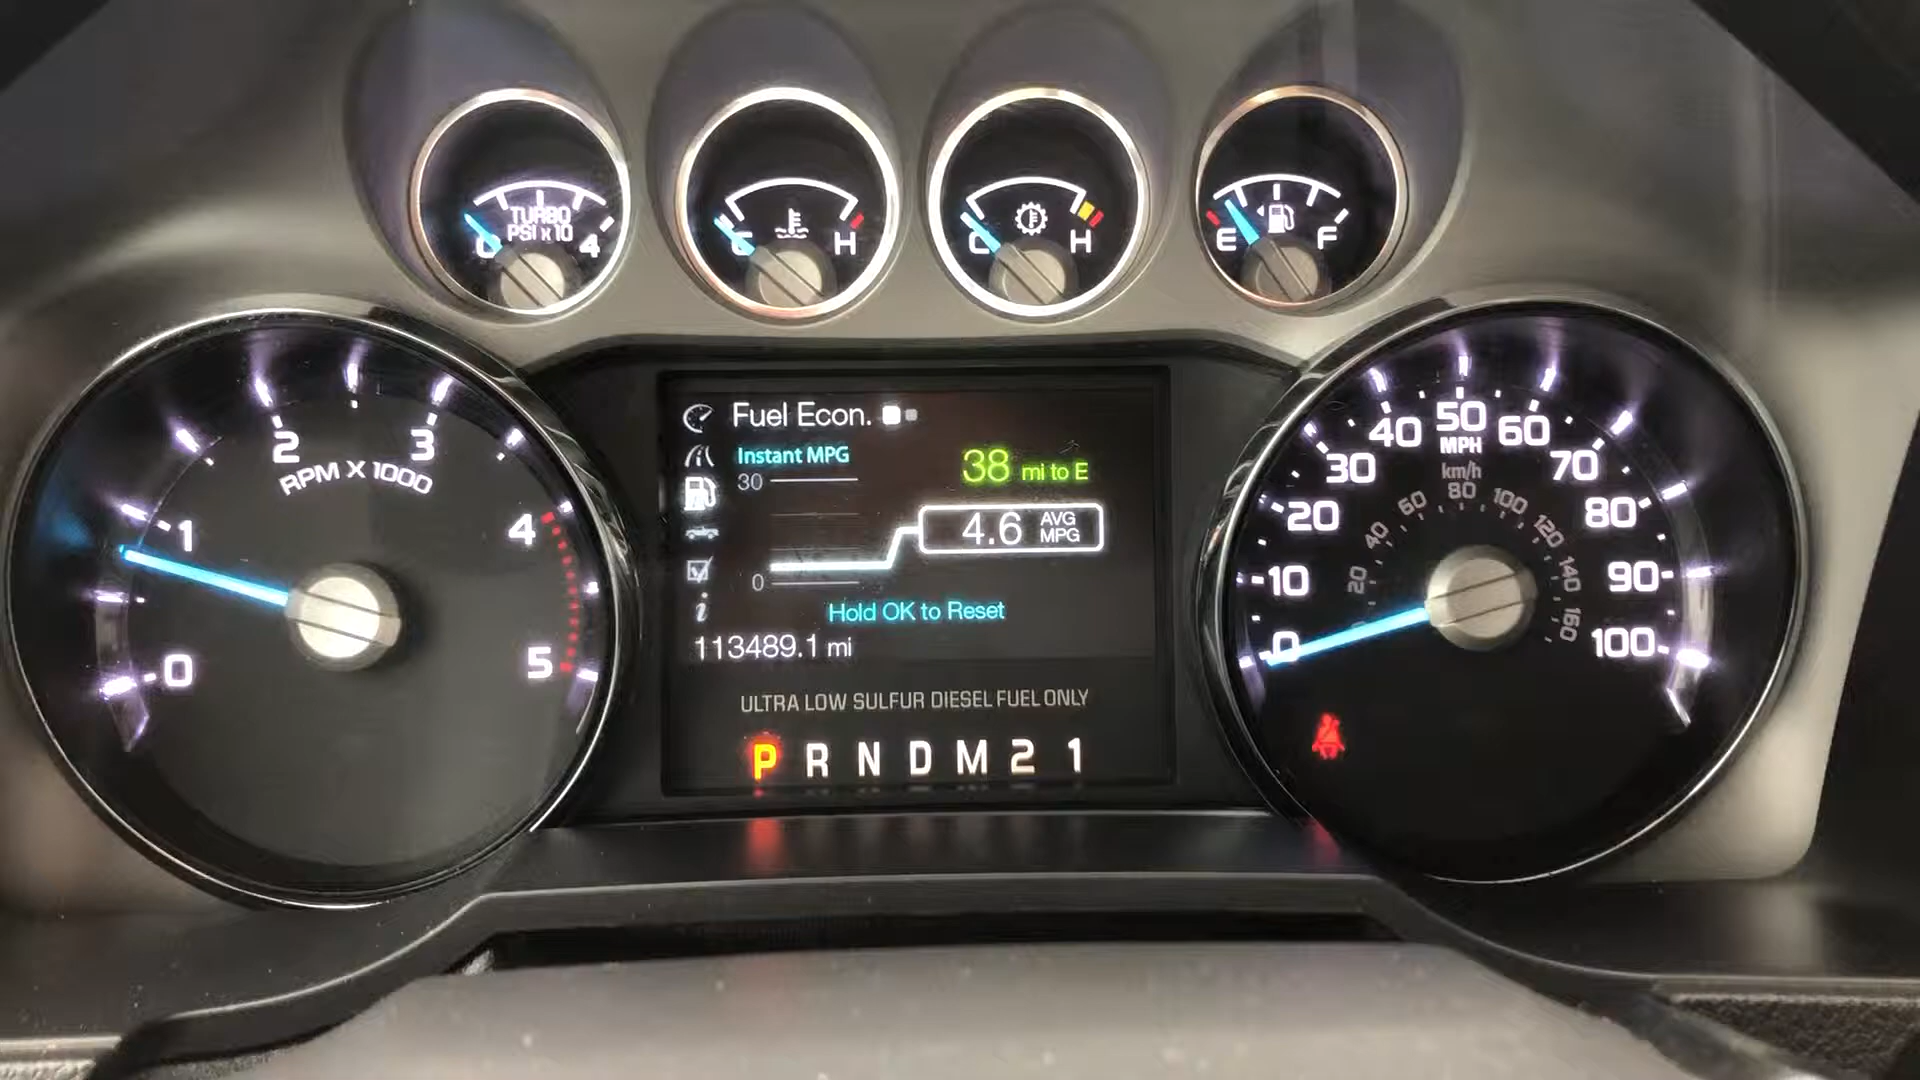 TURBO
PSI x 10
0 4
C H
C H
E F
0 1 2 3 4 5
RPM X 1000
Fuel Econ.
Instant MPG
30
0
38 mi to E
4.6 AVG MPG
Hold OK to Reset
113489.1 mi
ULTRA LOW SULFUR DIESEL FUEL ONLY
P R N D M 2 1
0 10 20 30 40 50 60 70 80 90 100
MPH
km/h
20 40 60 80 100 120 140 160